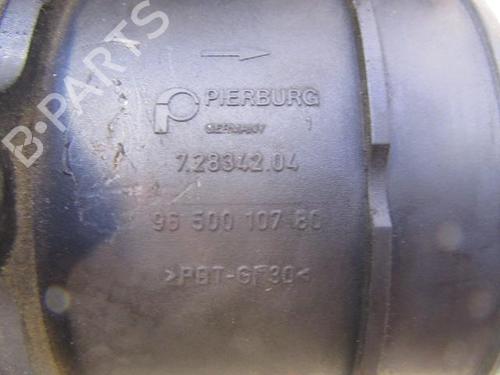 PIERBURG
GERMANY
7.28342.04
96 500 107 80
>PBT-GF30<
B-PARTS